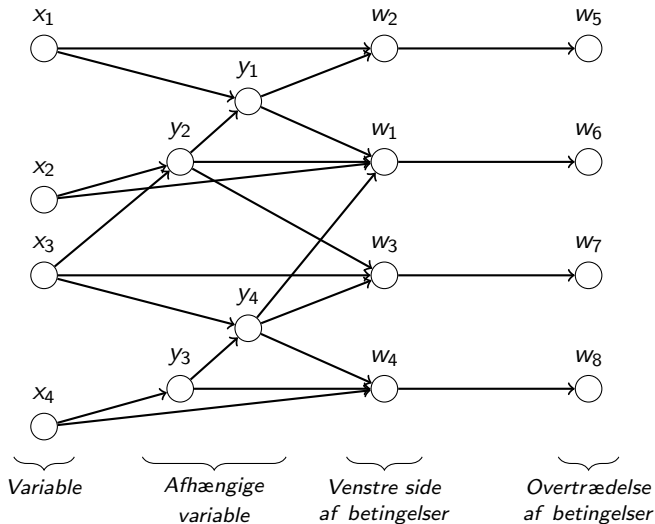 x₁
w₂
w₅
y₁
y₂
w₁
w₆
x₂
x₃
w₃
w₇
y₄
y₃
w₄
w₈
x₄
Variable
Afhængige
variable
Venstre side
af betingelser
Overtrædelse
af betingelser